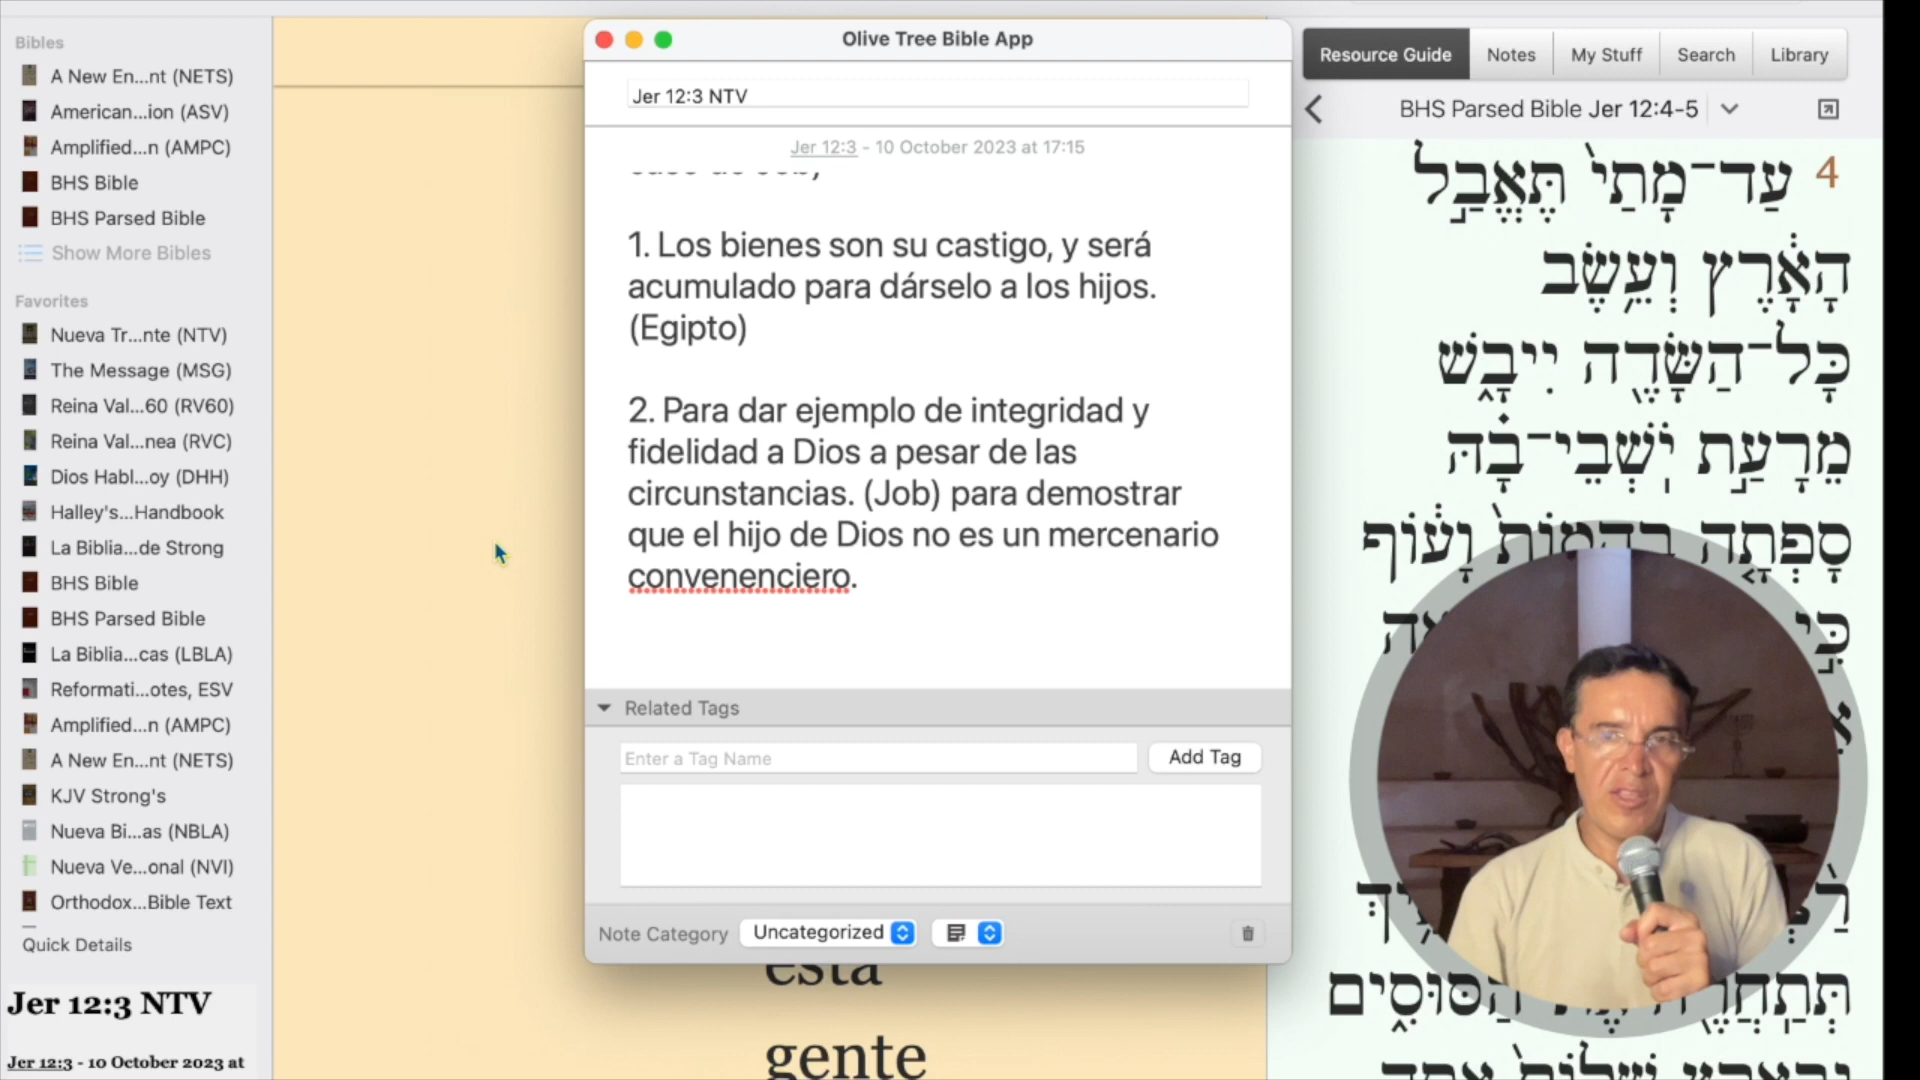 Bibles
A New En...nt (NETS)
American...ion (ASV)
Amplified...n (AMPC)
BHS Bible
BHS Parsed Bible
Show More Bibles
Favorites
Nueva Tr...nte (NTV)
The Message (MSG)
Reina Val...60 (RV60)
Reina Val...nea (RVC)
Dios Habl...oy (DHH)
Halley's...Handbook
La Biblia...de Strong
BHS Bible
BHS Parsed Bible
La Biblia...cas (LBLA)
Reformati...otes, ESV
Amplified...n (AMPC)
A New En...nt (NETS)
KJV Strong's
Nueva Bi...as (NBLA)
Nueva Ve...onal (NVI)
Orthodox...Bible Text
Quick Details
Jer 12:3 NTV
Jer 12:3 - 10 October 2023 at
Olive Tree Bible App
Jer 12:3 NTV
Jer 12:3 - 10 October 2023 at 17:15
1. Los bienes son su castigo, y será
acumulado para dárselo a los hijos.
(Egipto)
2. Para dar ejemplo de integridad y
fidelidad a Dios a pesar de las
circunstancias. (Job) para demostrar
que el hijo de Dios no es un mercenario
convenenciero.
Related Tags
Enter a Tag Name
Add Tag
Note Category
Uncategorized
esta
gente
Resource Guide
Notes
My Stuff
Search
Library
BHS Parsed Bible Jer 12:4-5
4 עַד־מָתַי֙ תֶּאֱבַ֣ל
הָאָ֔רֶץ וְעֵ֥שֶׂב
כָּל־הַשָּׂדֶ֖ה יִיבָ֑שׁ
מֵרָעַ֣ת יֹֽשְׁבֵי־בָ֗הּ
סָפְתָ֤ה בְהֵמוֹת֙ וָע֔וֹף
כִּ֣י